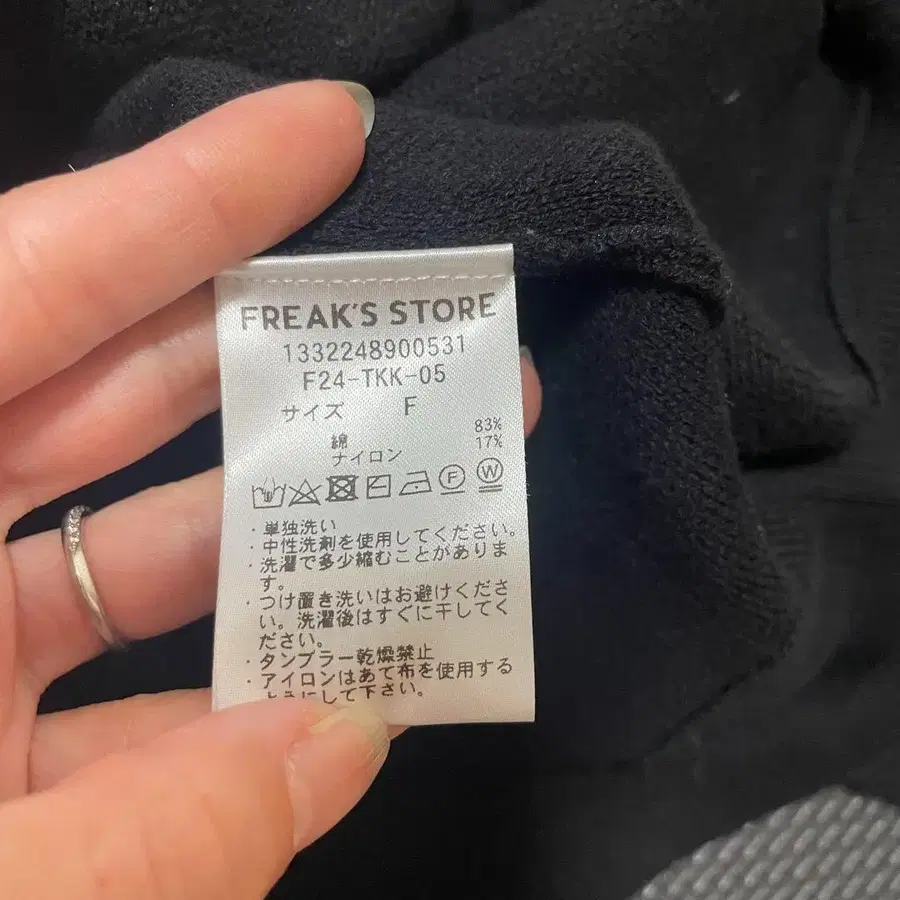 FREAK'S STORE
1332248900531
F24-TKK-05
サイズ F
綿 83%
ナイロン 17%
F W
・単独洗い
・中性洗剤を使用してください。
・洗濯で多少縮むことがありま
す。
・つけ置き洗いはお避けくださ
い。洗濯後はすぐに干してく
ださい。
・タンブラー乾燥禁止
・アイロンはあて布を使用する
ようにして下さい。